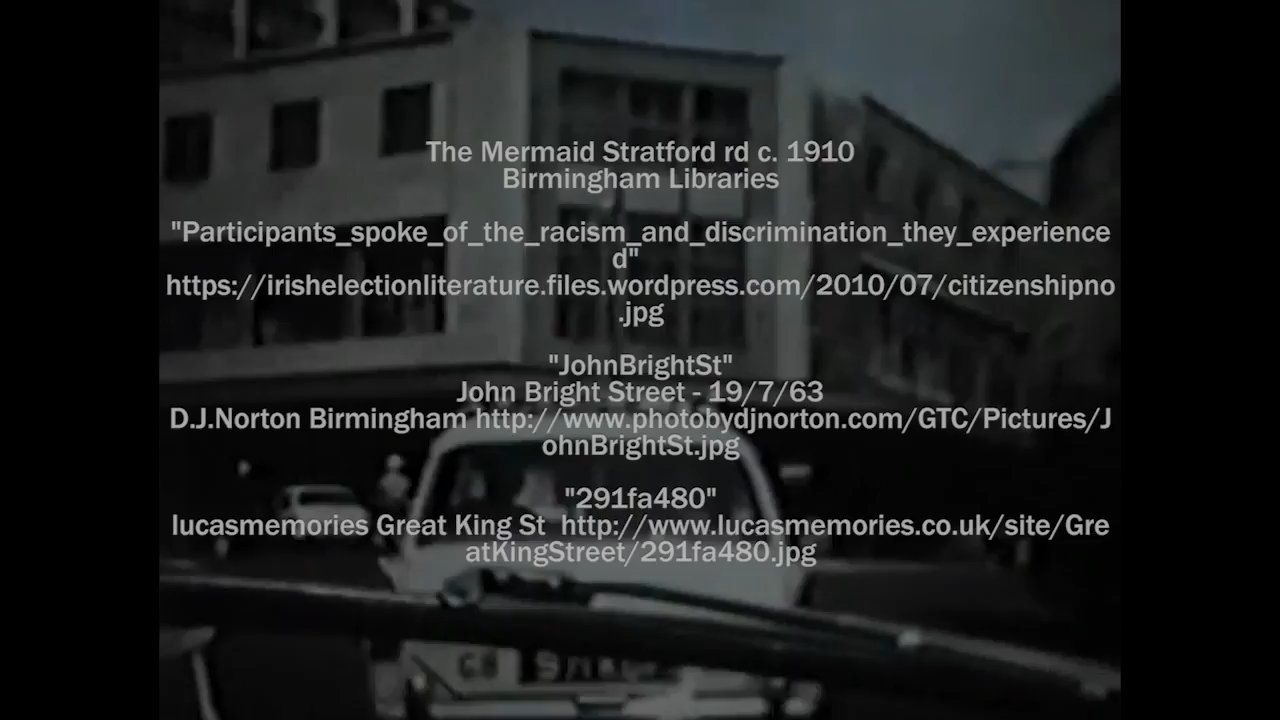 The Mermaid Stratford rd c. 1910
Birmingham Libraries
"Participants_spoke_of_the_racism_and_discrimination_they_experience
d"
https://irishelectionliterature.files.wordpress.com/2010/07/citizenshipno
.jpg
"JohnBrightSt"
John Bright Street - 19/7/63
D.J.Norton Birmingham http://www.photobydjnorton.com/GTC/Pictures/J
ohnBrightSt.jpg
"291fa480"
lucasmemories Great King St  http://www.lucasmemories.co.uk/site/Gre
atKingStreet/291fa480.jpg
GB